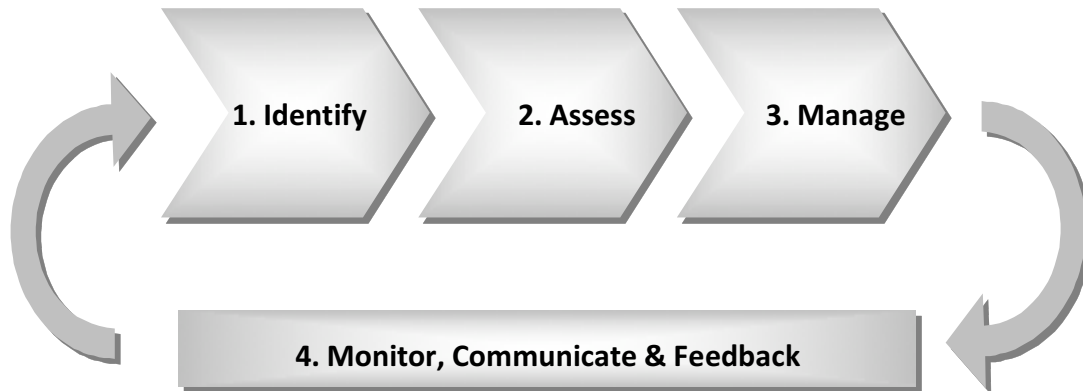 1. Identify
2. Assess
3. Manage
4. Monitor, Communicate & Feedback